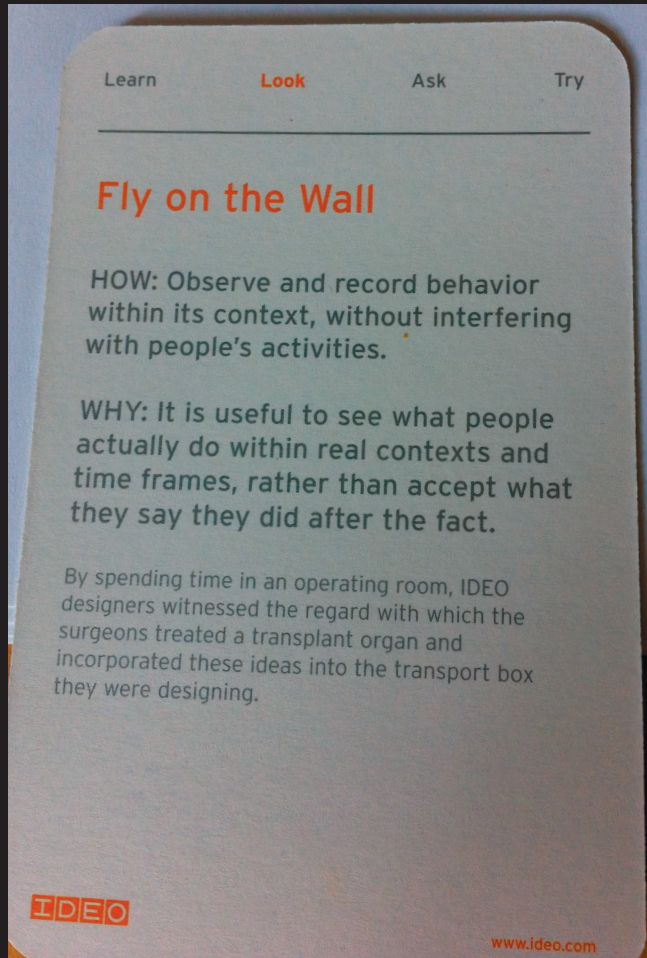 Learn Look Ask Try
Fly on the Wall
HOW: Observe and record behavior
within its context, without interfering
with people's activities.
WHY: It is useful to see what people
actually do within real contexts and
time frames, rather than accept what
they say they did after the fact.
By spending time in an operating room, IDEO
designers witnessed the regard with which the
surgeons treated a transplant organ and
incorporated these ideas into the transport box
they were designing.
IDEO
www.ideo.com